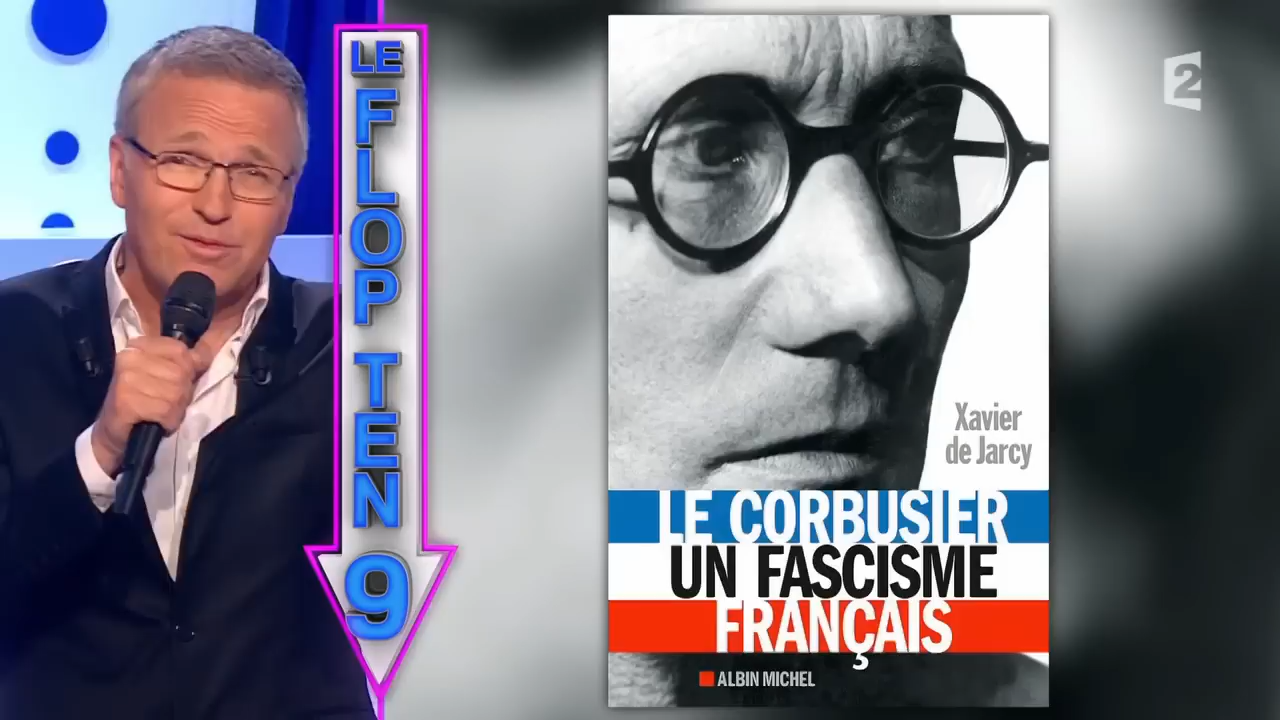 LE
FLOP
TEN
9
2
Xavier
de Jarcy
LE CORBUSIER
UN FASCISME
FRANÇAIS
ALBIN MICHEL